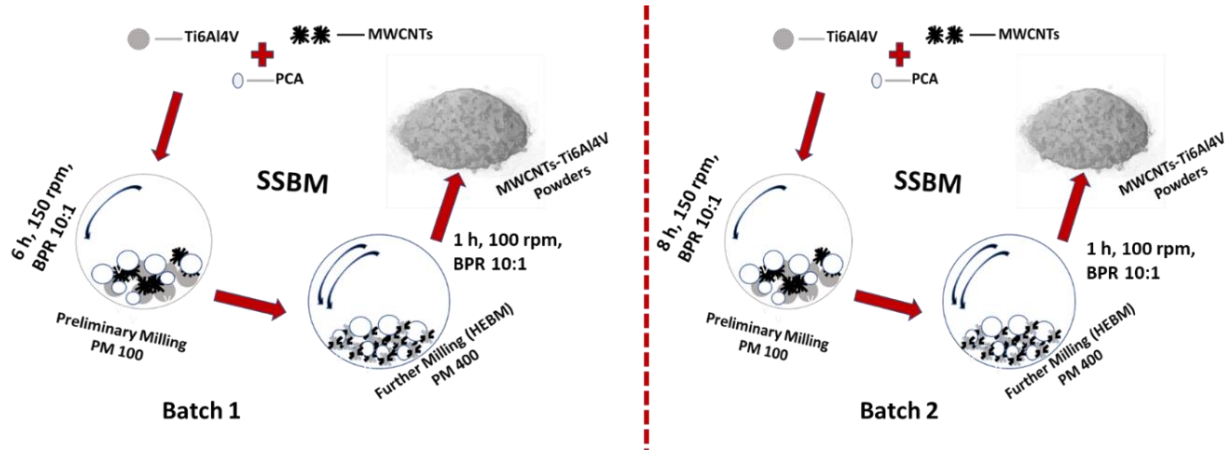 Ti6Al4V
MWCNTs
PCA
6 h, 150 rpm,
BPR 10:1
SSBM
MWCNTs-Ti6Al4V
Powders
1 h, 100 rpm,
BPR 10:1
Preliminary Milling
PM 100
Further Milling (HEBM)
PM 400
Batch 1
Ti6Al4V
MWCNTs
PCA
8 h, 150 rpm,
BPR 10:1
SSBM
MWCNTs-Ti6Al4V
Powders
1 h, 100 rpm,
BPR 10:1
Preliminary Milling
PM 100
Further Milling (HEBM)
PM 400
Batch 2